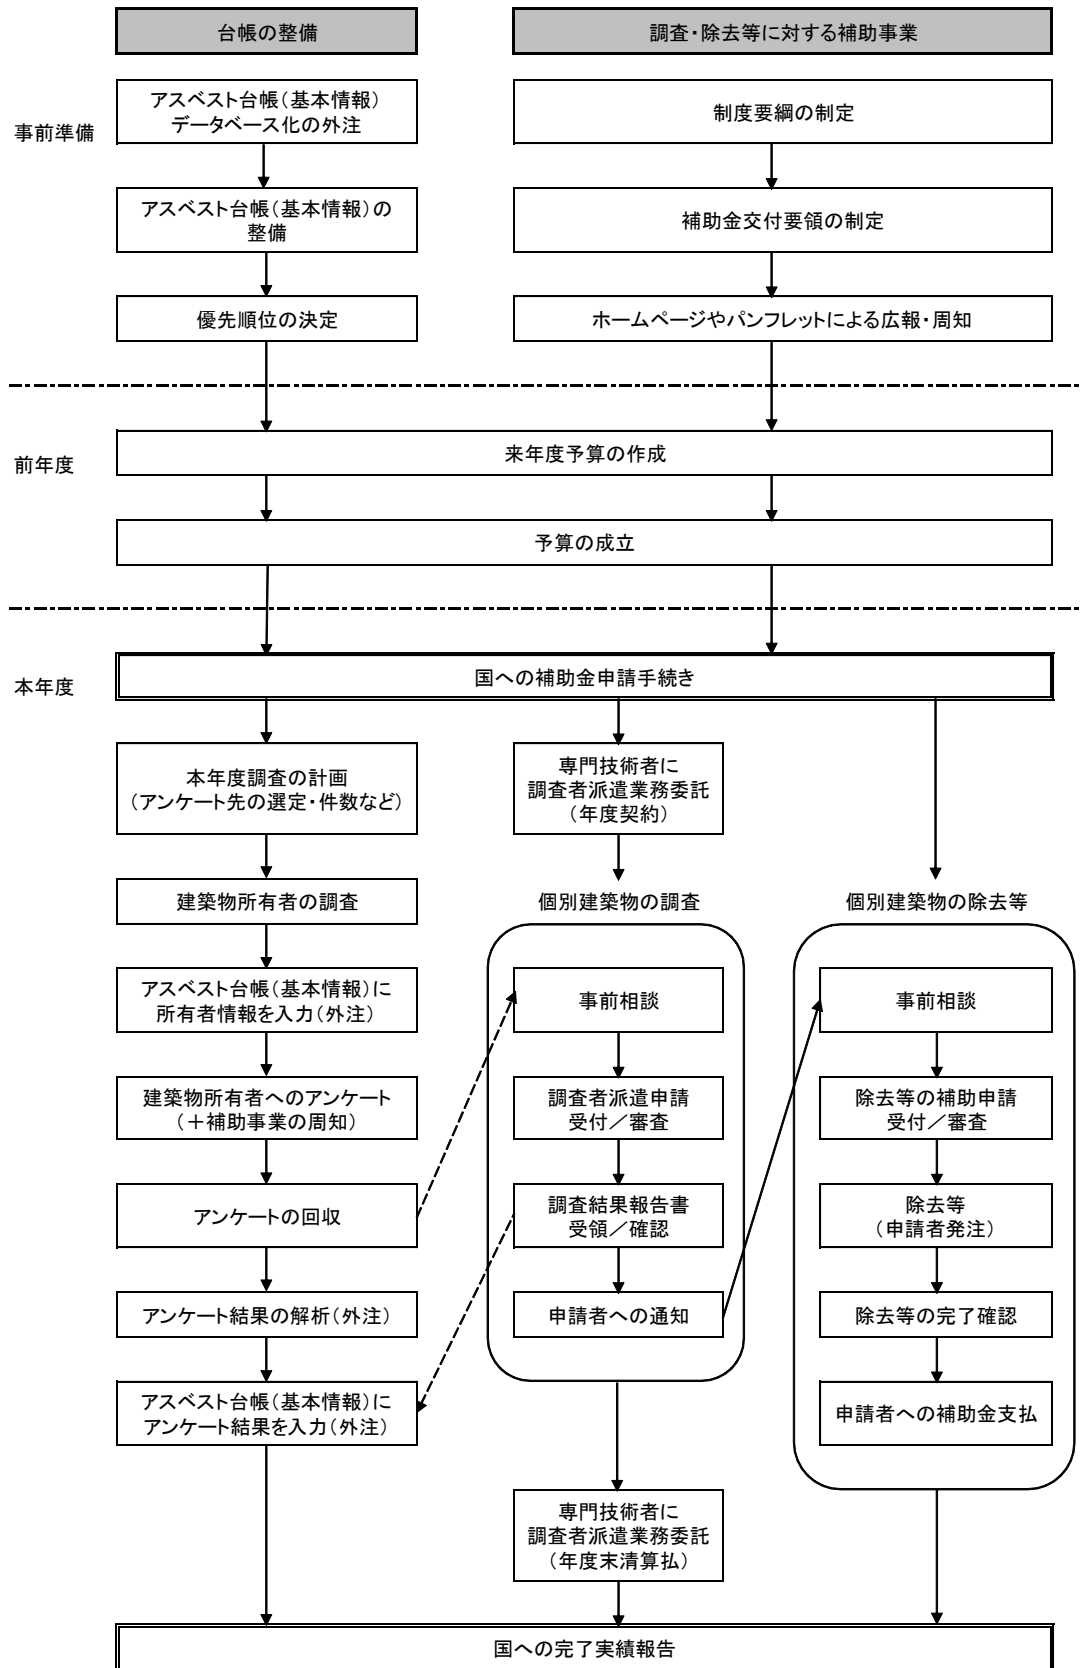 台帳の整備
調査・除去等に対する補助事業
事前準備
アスベスト台帳（基本情報）
データベース化の外注
制度要綱の制定
アスベスト台帳（基本情報）の
整備
補助金交付要領の制定
優先順位の決定
ホームページやパンフレットによる広報・周知
前年度
来年度予算の作成
予算の成立
本年度
国への補助金申請手続き
本年度調査の計画
（アンケート先の選定・件数など）
専門技術者に
調査者派遣業務委託
（年度契約）
建築物所有者の調査
個別建築物の調査
個別建築物の除去等
アスベスト台帳（基本情報）に
所有者情報を入力（外注）
事前相談
事前相談
建築物所有者へのアンケート
（＋補助事業の周知）
調査者派遣申請
受付／審査
除去等の補助申請
受付／審査
アンケートの回収
調査結果報告書
受領／確認
除去等
（申請者発注）
アンケート結果の解析（外注）
申請者への通知
除去等の完了確認
アスベスト台帳（基本情報）に
アンケート結果を入力（外注）
申請者への補助金支払
専門技術者に
調査者派遣業務委託
（年度末清算払）
国への完了実績報告